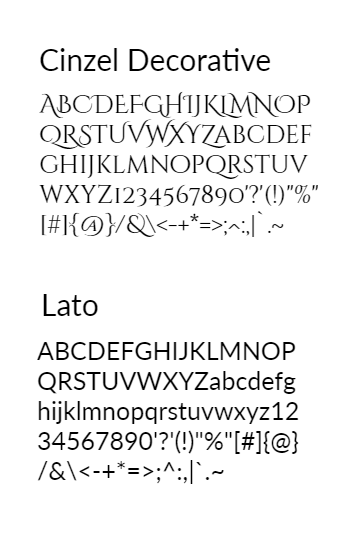 Cinzel Decorative
ABCDEFGHIJKLMNOP
QRSTUVWXYZABCDEF
GHIJKLMNOPQRSTUV
WXYZ1234567890'?'(!)"%"
[#]{@}/&\<-+*=>;^:,|`.~
Lato
ABCDEFGHIJKLMNOP
QRSTUVWXYZabcdefg
hijklmnopqrstuvwxyz12
34567890'?'(!)"%"[#]{@}
/&\<-+*=>;^:,|`.~